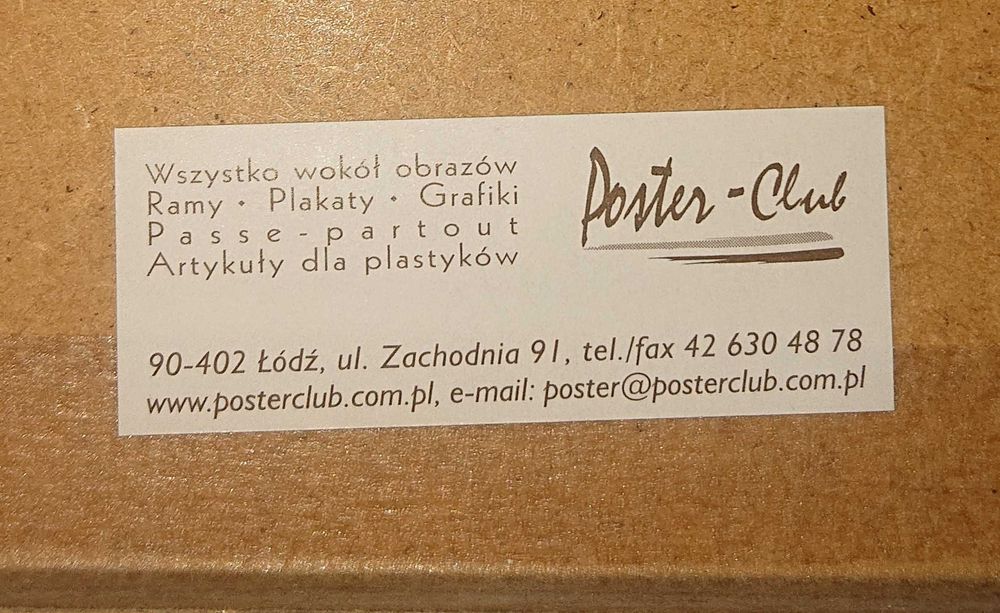 Wszystko wokół obrazów
Ramy • Plakaty • Grafiki
Passe-partout
Artykuły dla plastyków
Poster-Club
90-402 Łódź, ul. Zachodnia 91, tel./fax 42 630 48 78
www.posterclub.com.pl, e-mail: poster@posterclub.com.pl